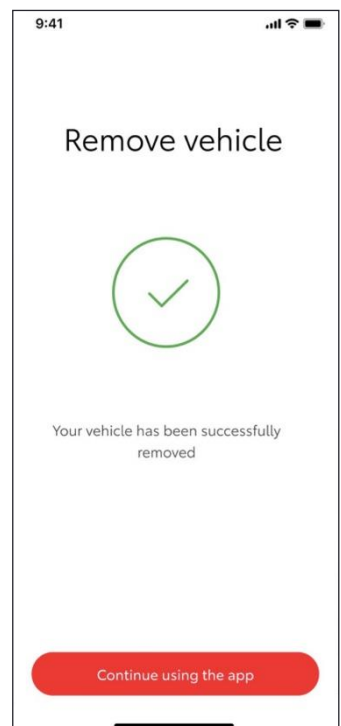 9:41
Remove vehicle
Your vehicle has been successfully
removed
Continue using the app